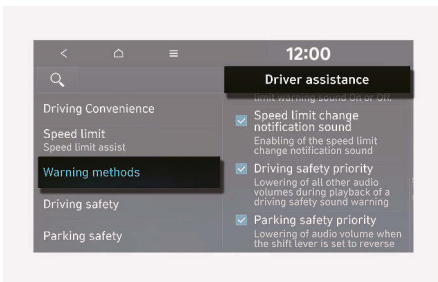 12:00
Driver assistance
Driving Convenience
Speed limit
Speed limit assist
Warning methods
Driving safety
Parking safety
limit warning sound On or Off.
Speed limit change
notification sound
Enabling of the speed limit
change notification sound
Driving safety priority
Lowering of all other audio
volumes during playback of a
driving safety sound warning
Parking safety priority
Lowering of audio volume when
the shift lever is set to reverse